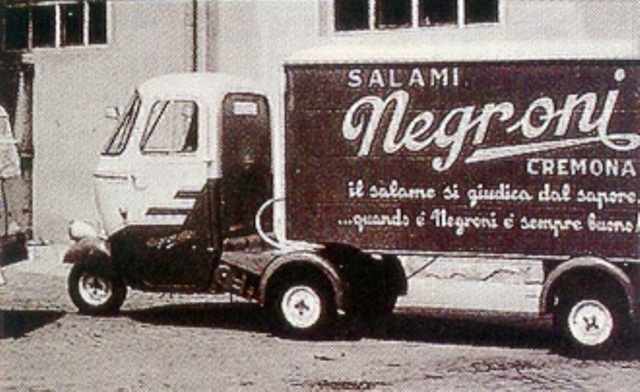 SALAMI
Negroni
CREMONA
il salame si giudica dal sapore
...quando è Negroni è sempre buono!